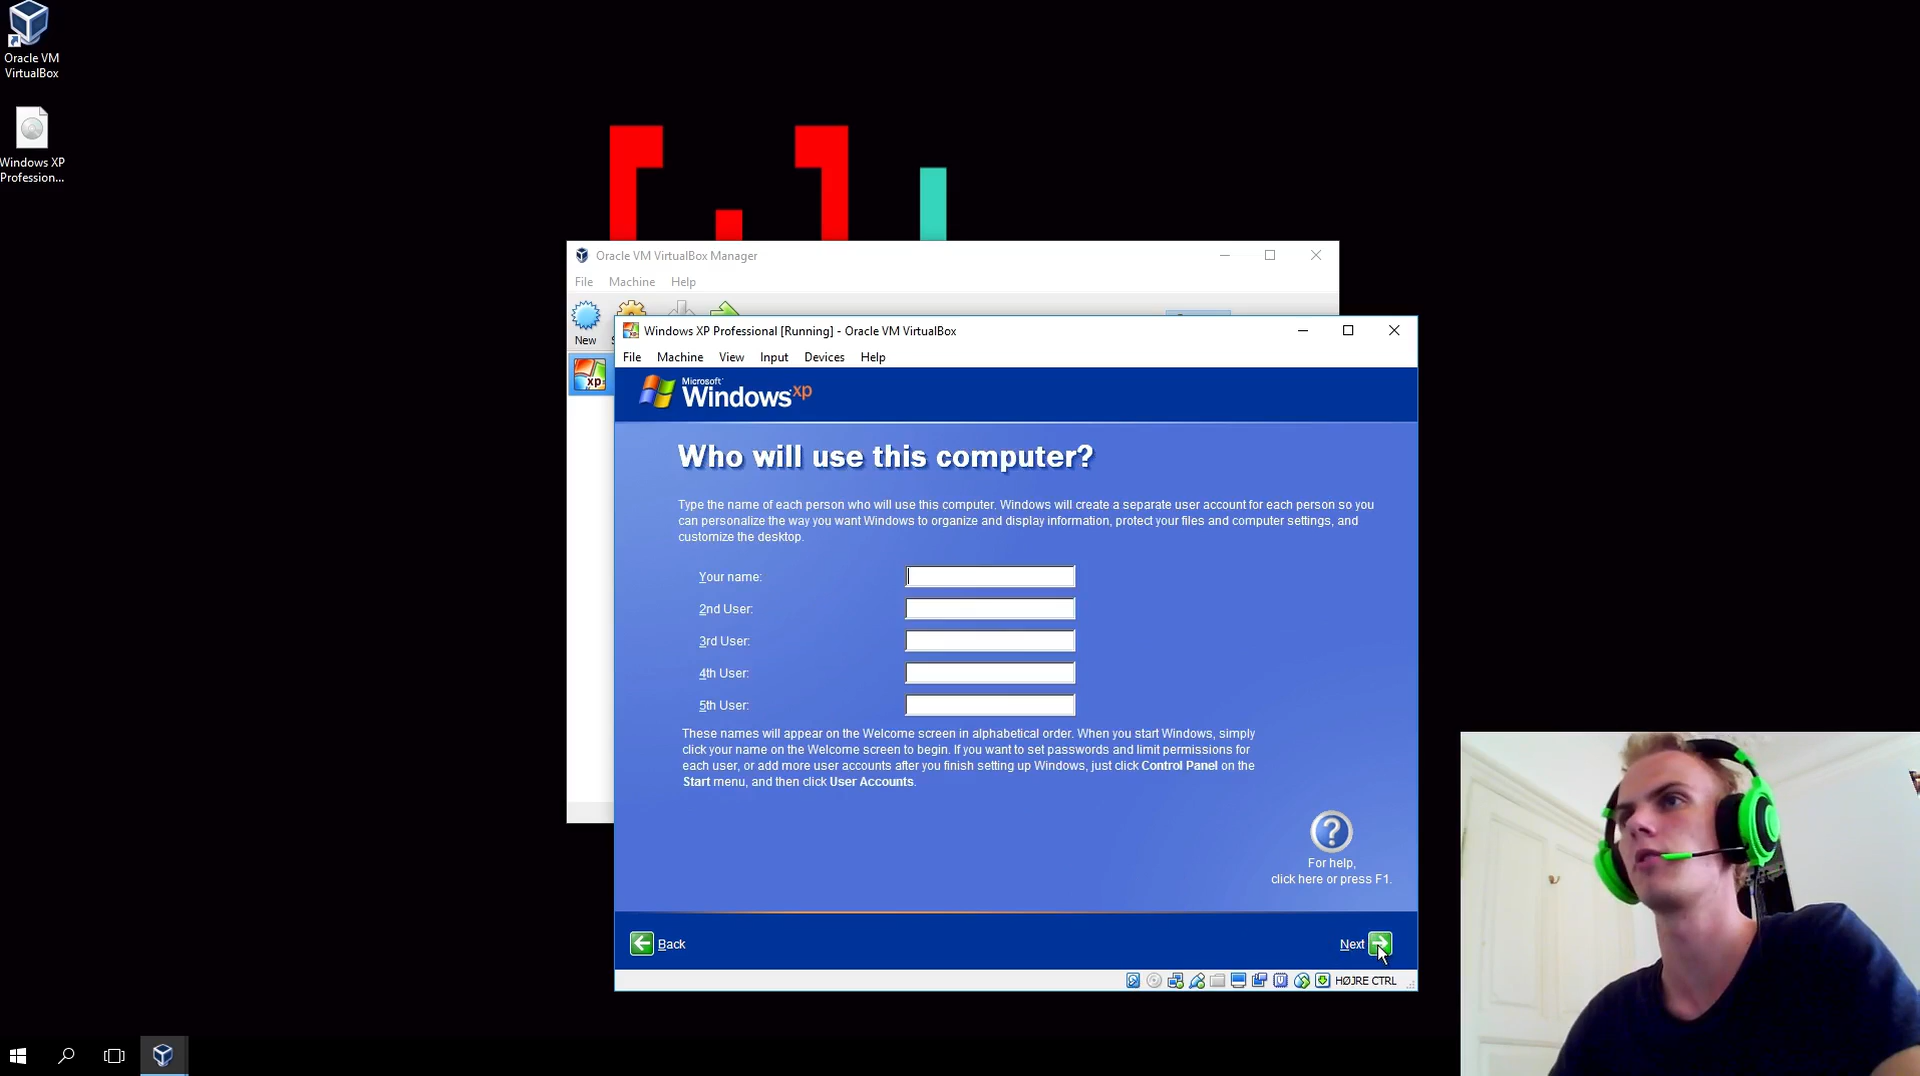 Oracle VM
VirtualBox
Windows XP
Profession...
Oracle VM VirtualBox Manager
File Machine Help
New
xp
Windows XP Professional [Running] - Oracle VM VirtualBox
File Machine View Input Devices Help
Microsoft
Windows xp
Who will use this computer?
Type the name of each person who will use this computer. Windows will create a separate user account for each person so you
can personalize the way you want Windows to organize and display information, protect your files and computer settings, and
customize the desktop.
Your name:
2nd User:
3rd User:
4th User:
5th User:
These names will appear on the Welcome screen in alphabetical order. When you start Windows, simply
click your name on the Welcome screen to begin. If you want to set passwords and limit permissions for
each user, or add more user accounts after you finish setting up Windows, just click Control Panel on the
Start menu, and then click User Accounts.
?
For help,
click here or press F1.
Back
Next
HØJRE CTRL